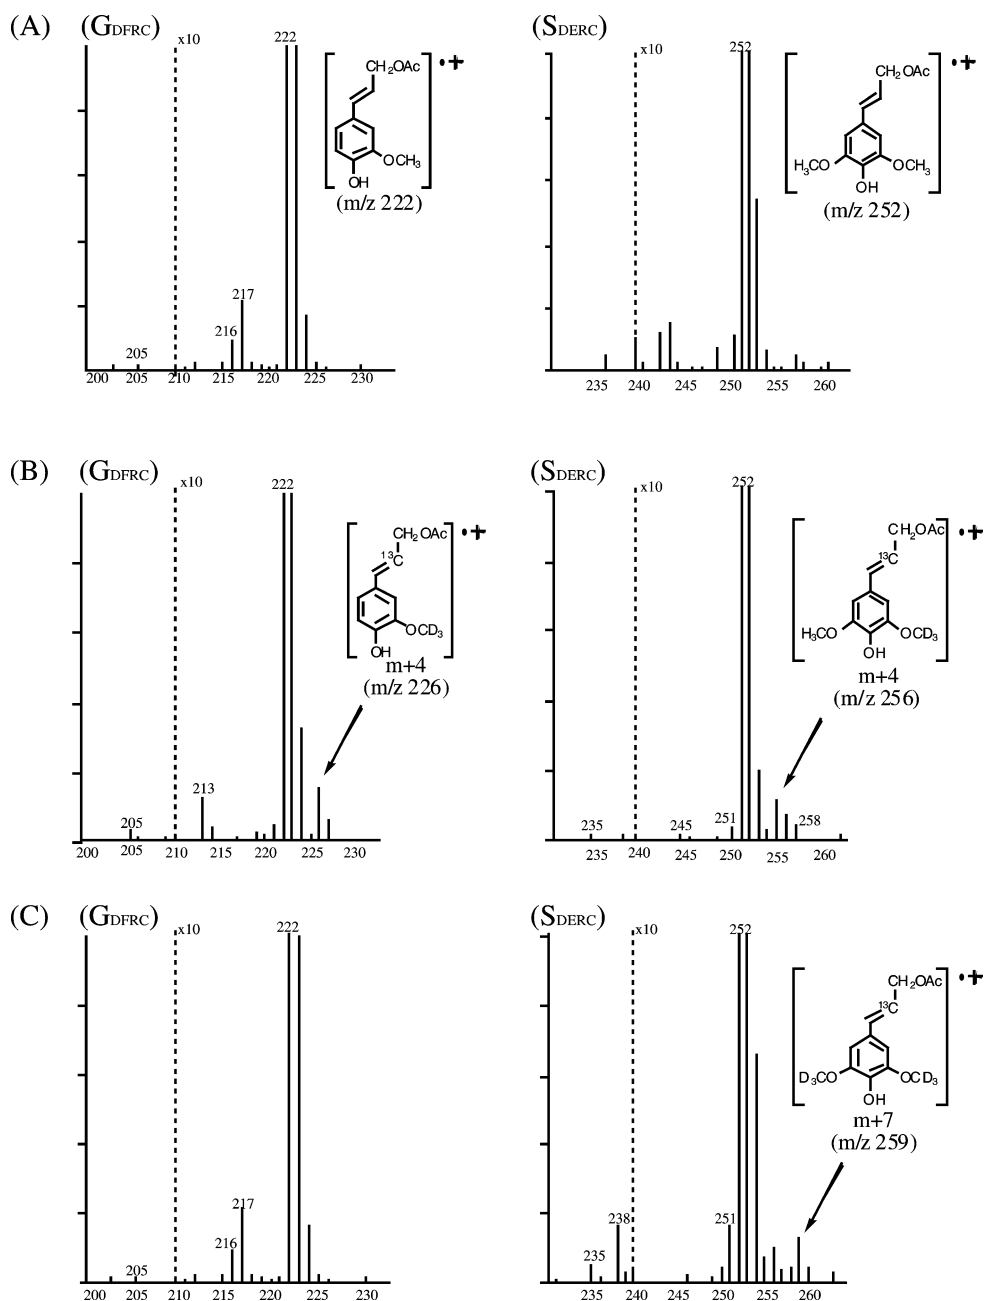 (A)
(GDFRC)
x10
222
CH2OAc
OCH3
OH
(m/z 222)
217
216
205
200 205 210 215 220 225 230
(SDERC)
x10
252
CH2OAc
H3CO
OCH3
OH
(m/z 252)
235 240 245 250 255 260
(B)
(GDFRC)
x10
222
CH2OAc
13C
OCD3
OH
m+4
(m/z 226)
213
205
200 205 210 215 220 225 230
(SDERC)
x10
252
CH2OAc
13C
H3CO
OCD3
OH
m+4
(m/z 256)
235
245
251
258
235 240 245 250 255 260
(C)
(GDFRC)
x10
222
217
216
205
200 205 210 215 220 225 230
(SDERC)
x10
252
CH2OAc
13C
D3CO
OCD3
OH
m+7
(m/z 259)
238
251
235
235 240 245 250 255 260